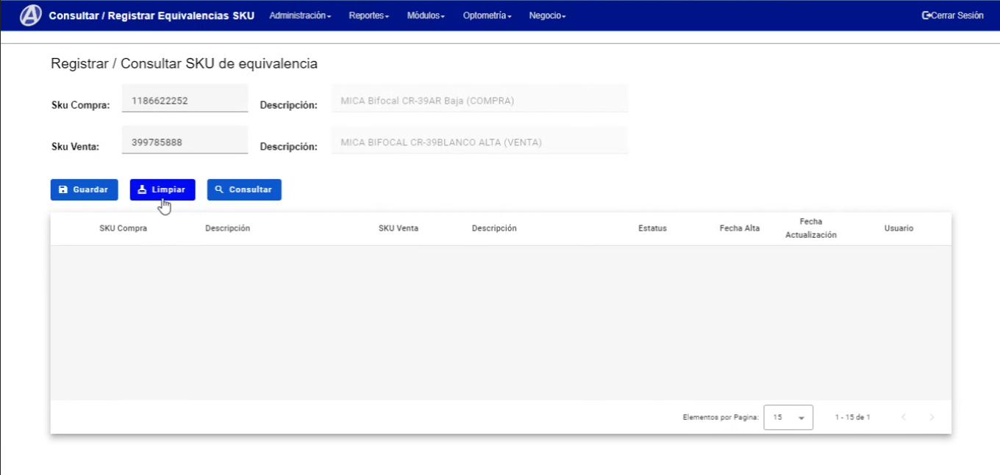 Consultar / Registrar Equivalencias SKU Administración Reportes Módulos Optometría Negocio Cerrar Sesión
Registrar / Consultar SKU de equivalencia
Sku Compra: 1186622252 Descripción: MICA Bifocal CR-39AR Baja (COMPRA)
Sku Venta: 399785888 Descripción: MICA BIFOCAL CR-39BLANCO ALTA (VENTA)
Guardar Limpiar Consultar
SKU Compra Descripción SKU Venta Descripción Estatus Fecha Alta Fecha Actualización Usuario
Elementos por Pagina: 15 1 - 15 de 1